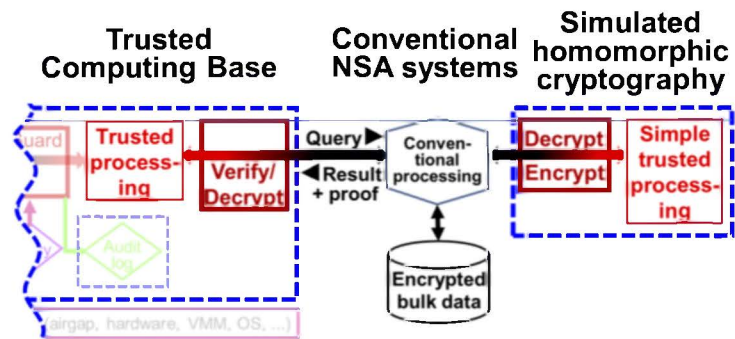 Trusted
Computing Base
Conventional
NSA systems
Simulated
homomorphic
cryptography
uard
Trusted
process-
ing
Verify/
Decrypt
Query
Result
+ proof
Conven-
tional
processing
Decrypt
Encrypt
Simple
trusted
process-
ing
y
Audit
log
Encrypted
bulk data
(airgap, hardware, VMM, OS, ...)